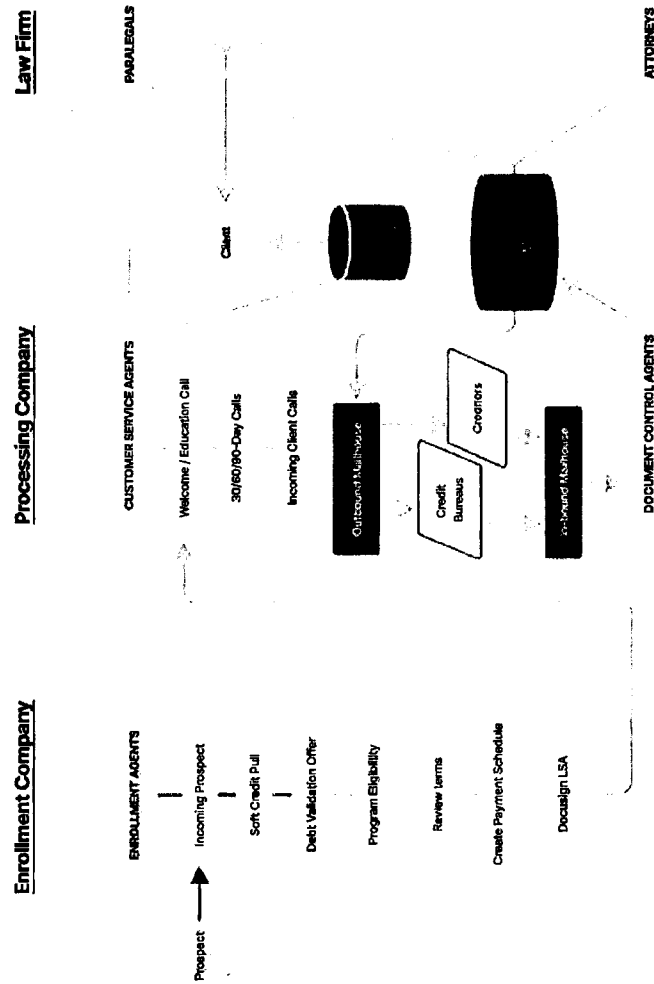 Enrollment Company
Processing Company
Law Firm
ENROLLMENT AGENTS
CUSTOMER SERVICE AGENTS
PARALEGALS
Prospect
Incoming Prospect
Soft Credit Pull
Debt Validation Offer
Program Eligibility
Review terms
Create Payment Schedule
Docusign LSA
Welcome / Education Call
30/60/90-Day Calls
Incoming Client Calls
Client
Outbound Mailhouse
Credit
Bureaus
Creditors
Inbound Mailhouse
DOCUMENT CONTROL AGENTS
ATTORNEYS